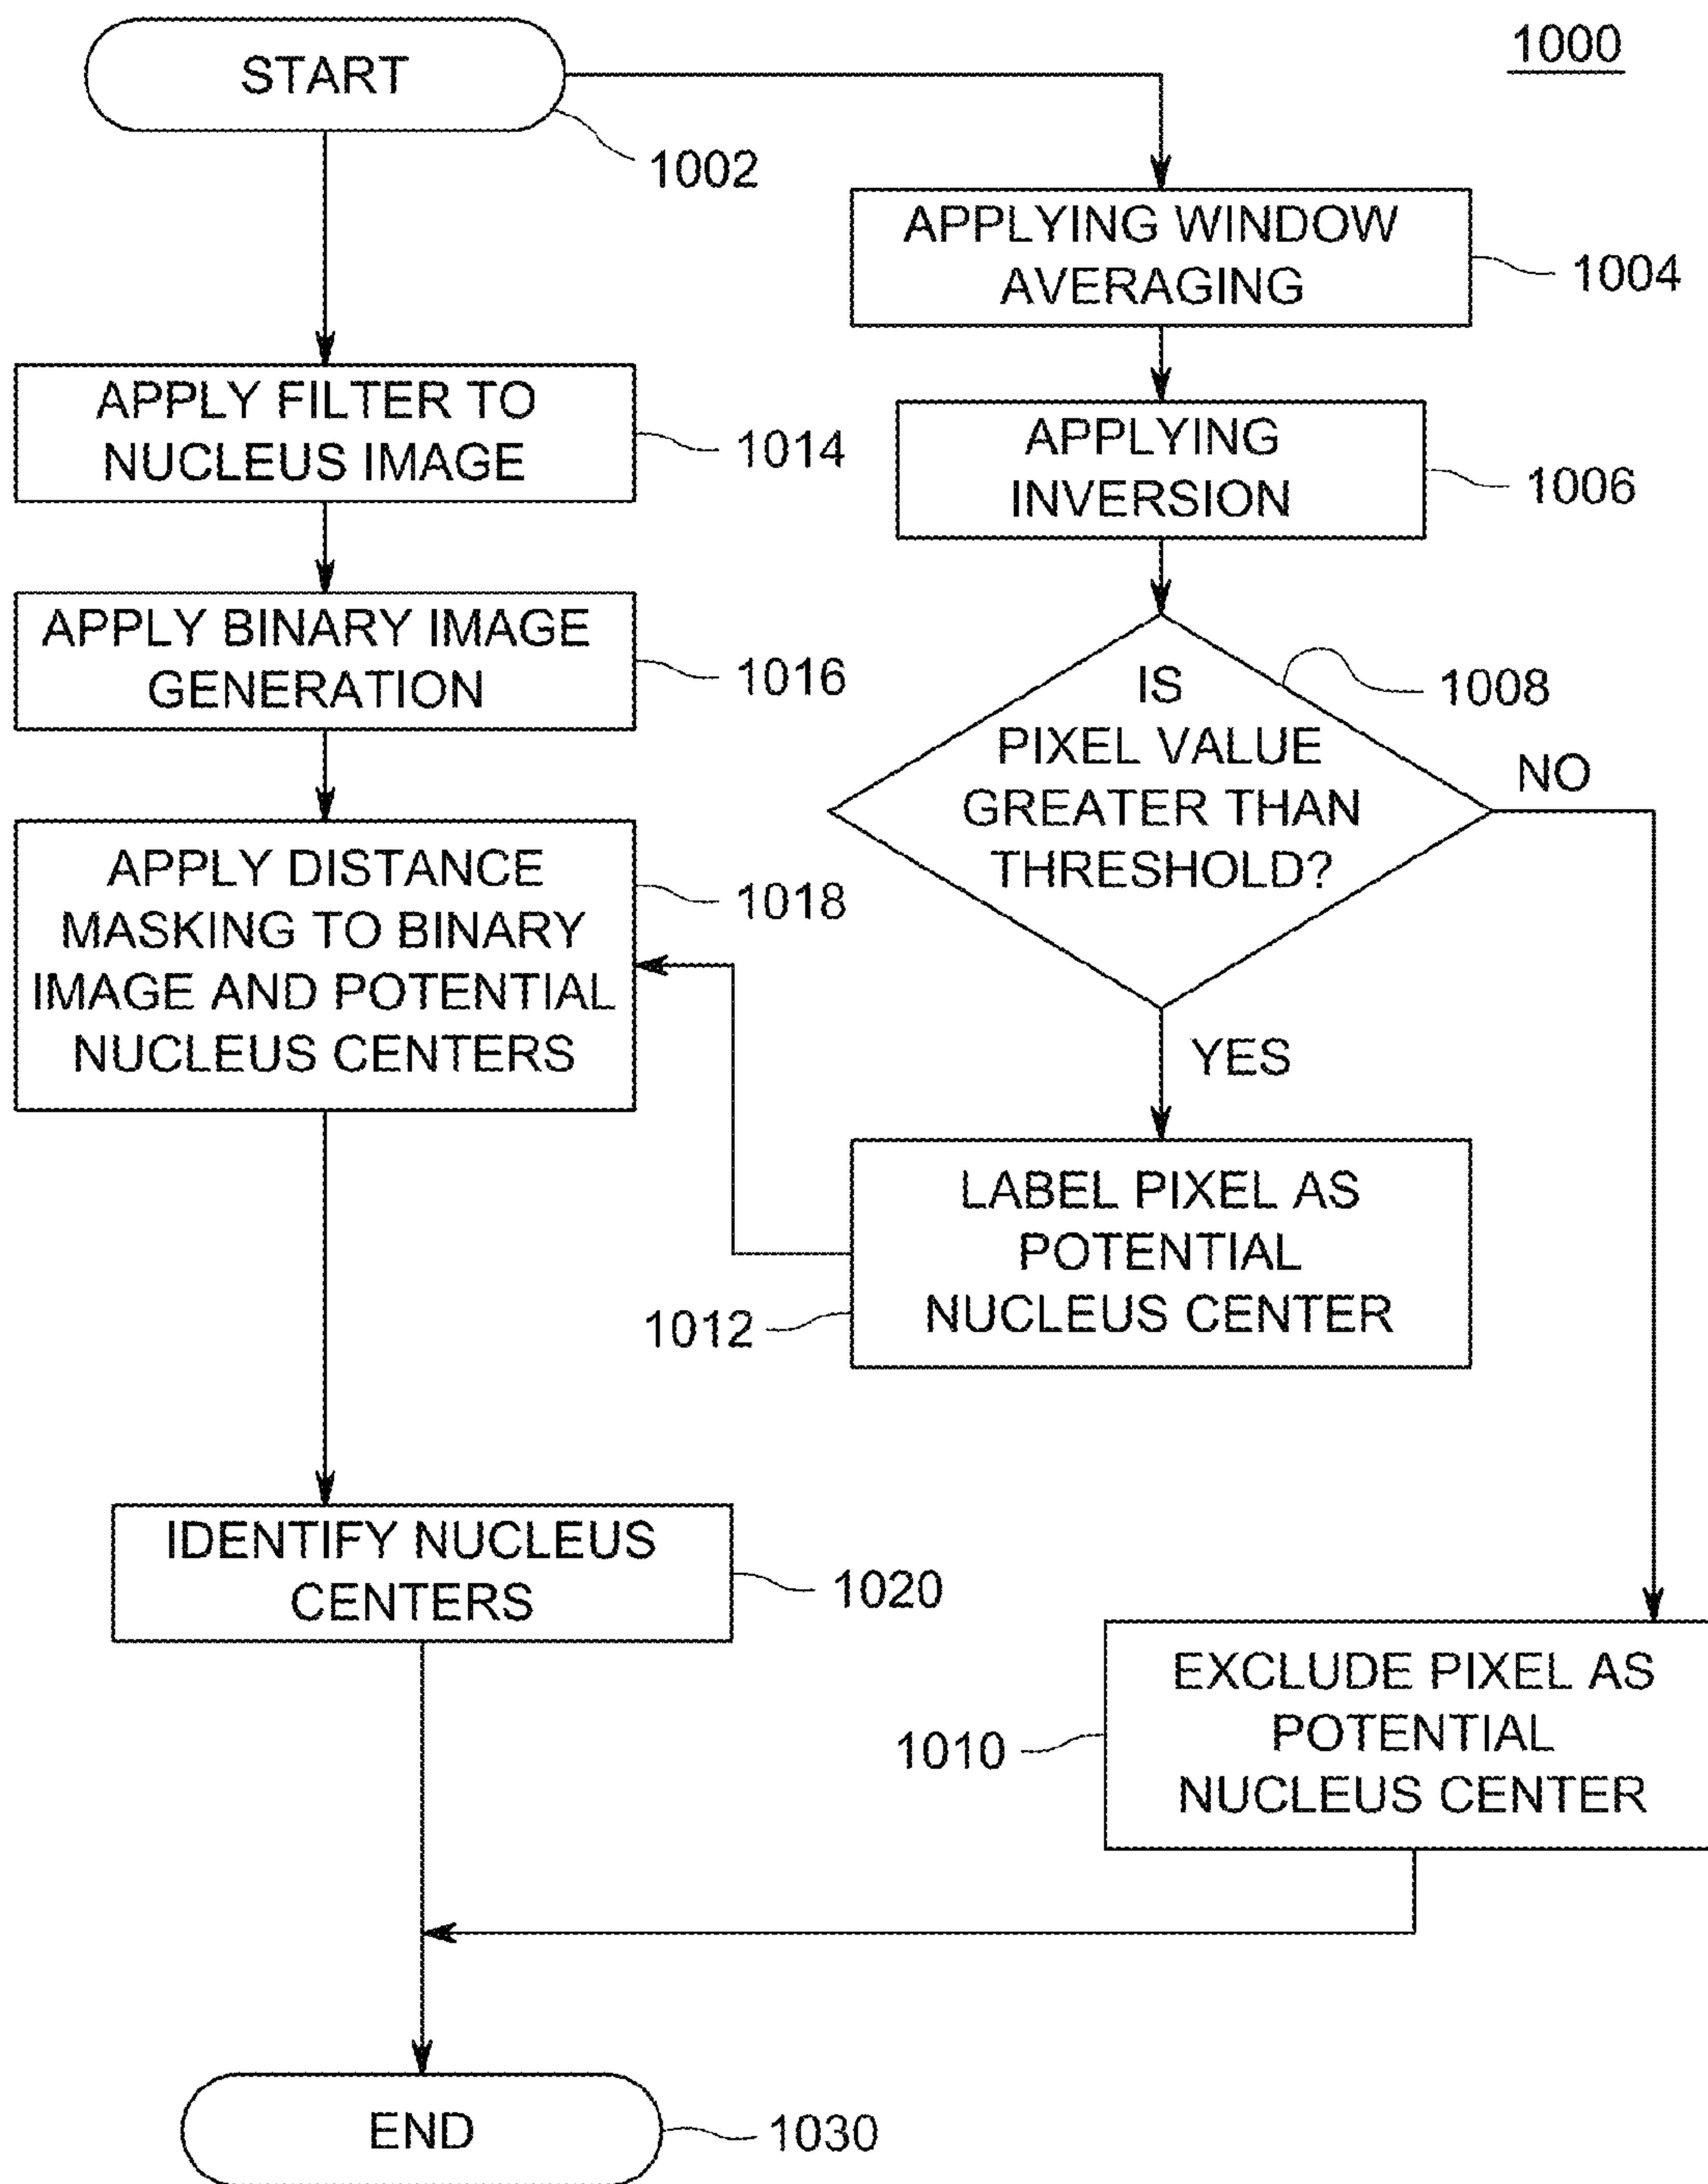 1000
START
1002
APPLYING WINDOW
AVERAGING
1004
APPLY FILTER TO
NUCLEUS IMAGE
1014
APPLYING
INVERSION
1006
APPLY BINARY IMAGE
GENERATION
1016
IS
PIXEL VALUE
GREATER THAN
THRESHOLD?
1008
NO
YES
APPLY DISTANCE
MASKING TO BINARY
IMAGE AND POTENTIAL
NUCLEUS CENTERS
1018
LABEL PIXEL AS
POTENTIAL
NUCLEUS CENTER
1012
IDENTIFY NUCLEUS
CENTERS
1020
EXCLUDE PIXEL AS
POTENTIAL
NUCLEUS CENTER
1010
END
1030